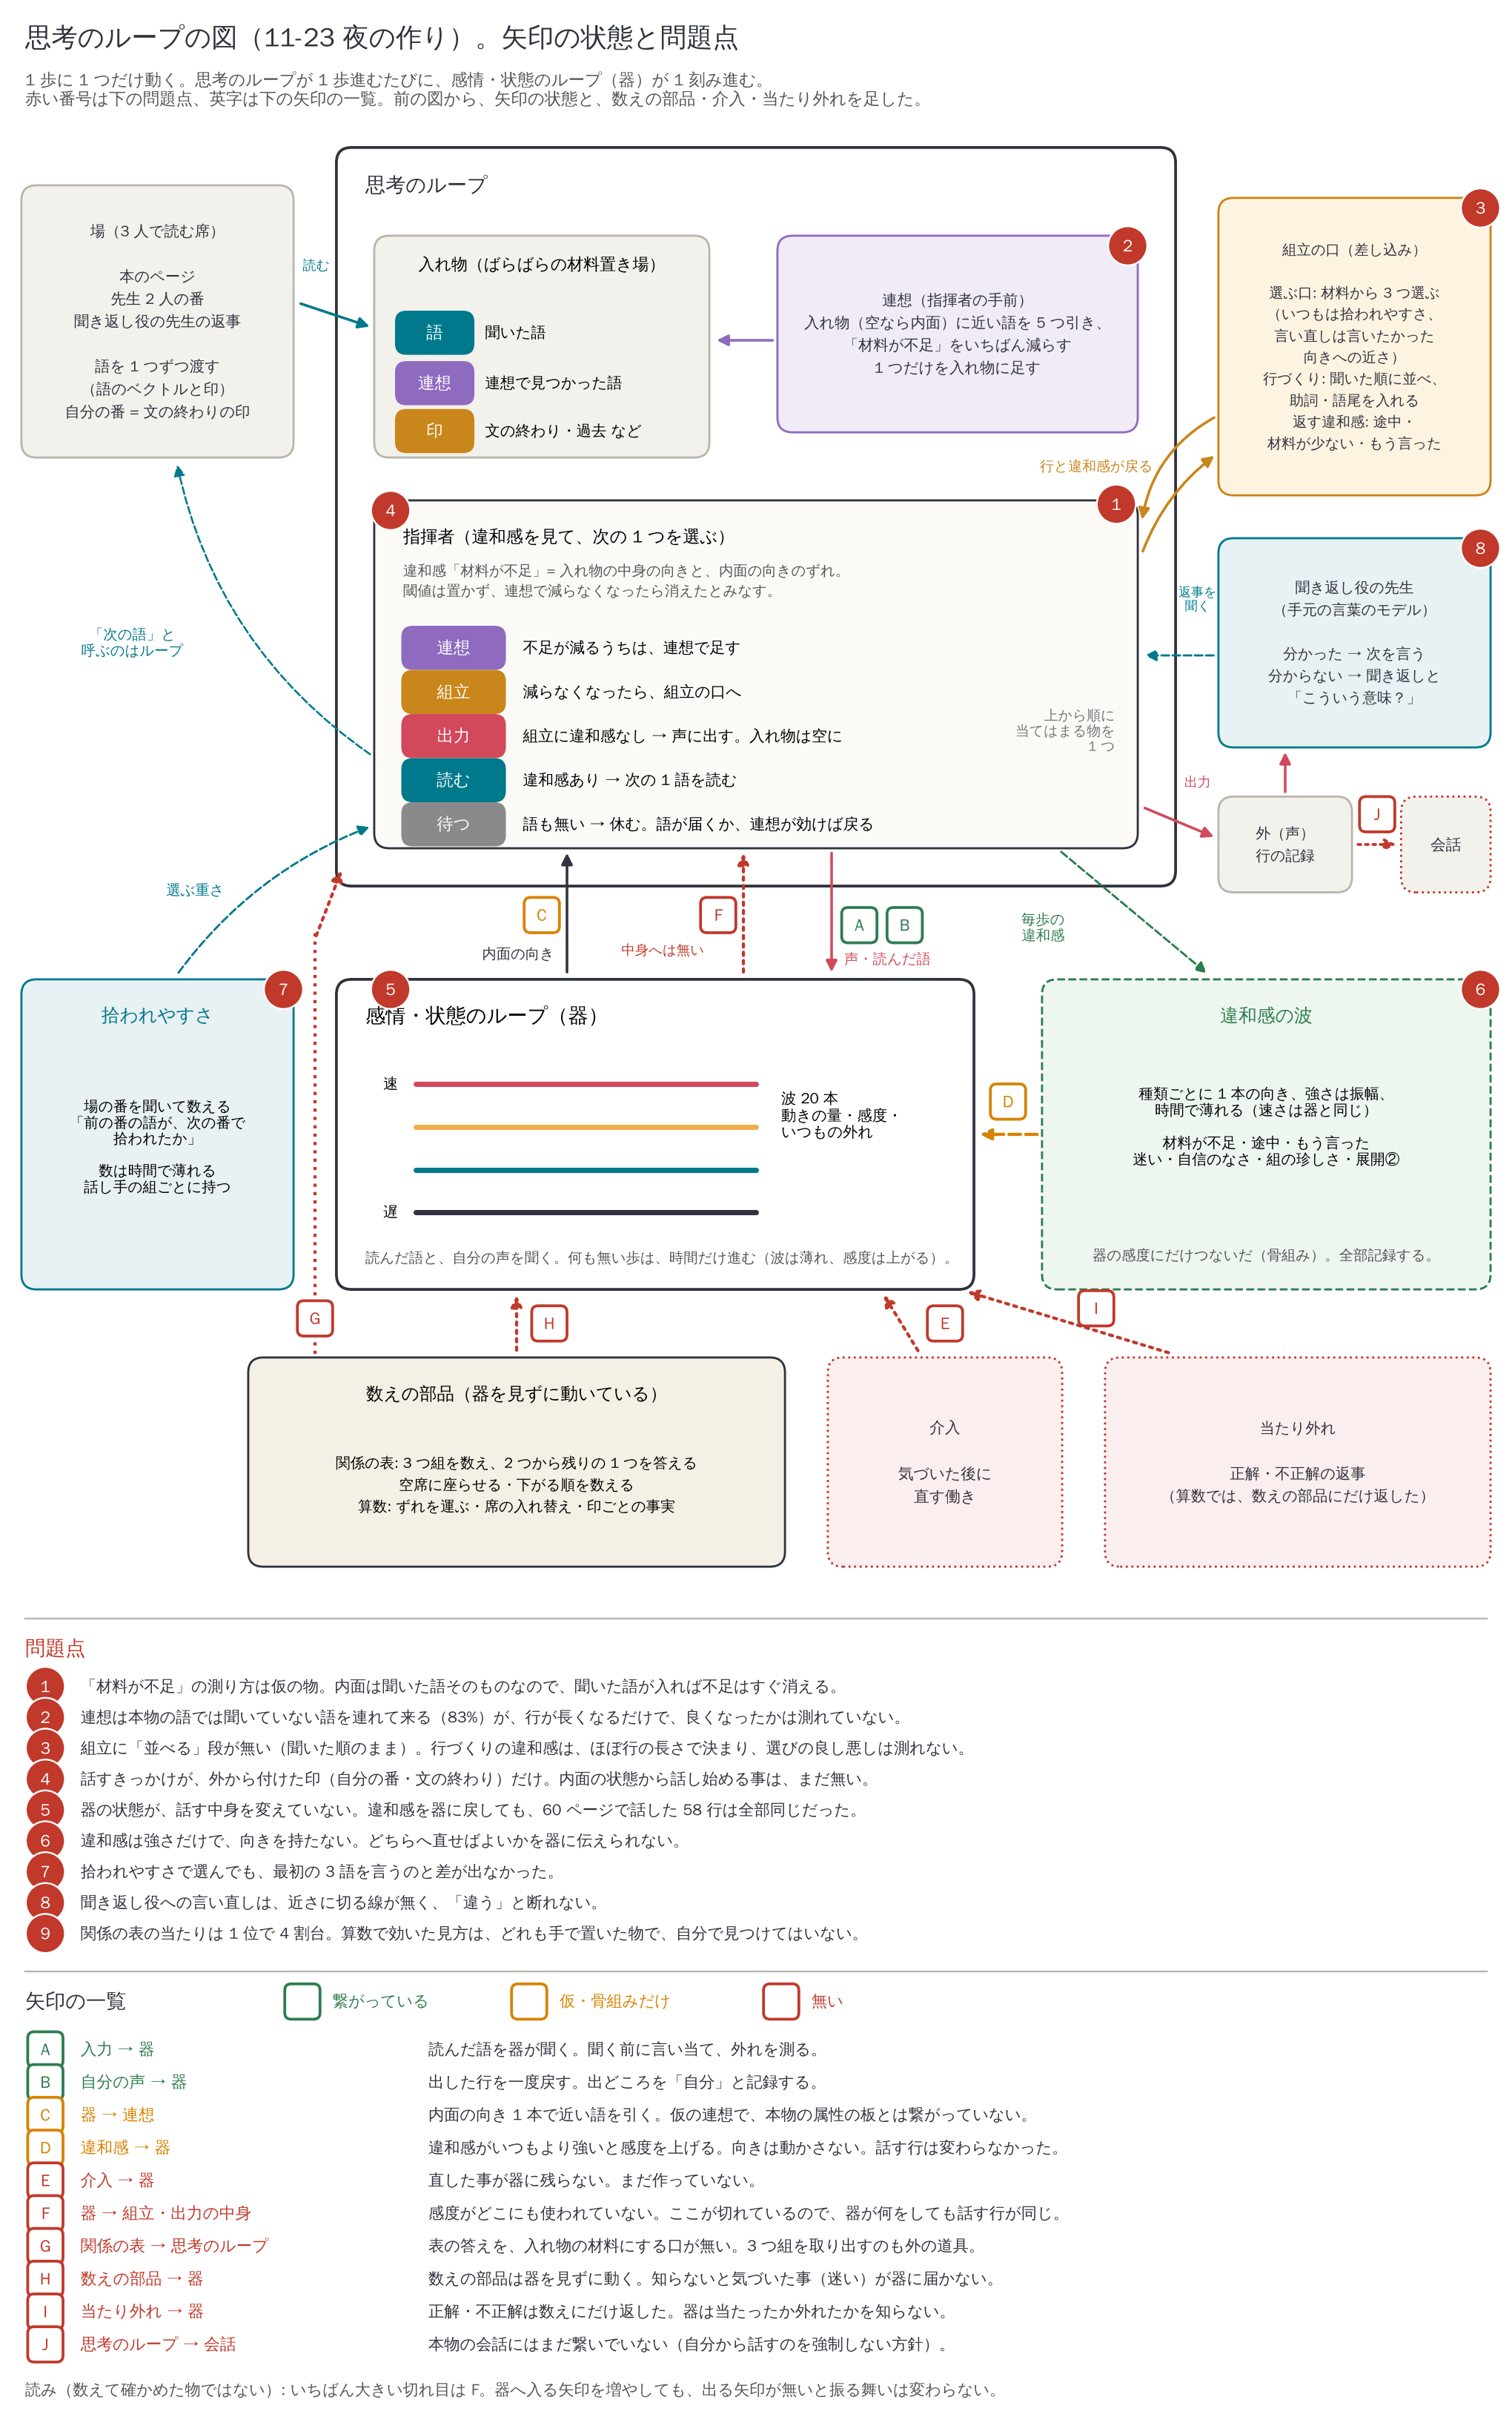 思考のループの図（11-23 夜の作り）。矢印の状態と問題点
1 歩に 1 つだけ動く。思考のループが 1 歩進むたびに、感情・状態のループ（器）が 1 刻み進む。
赤い番号は下の問題点、英字は下の矢印の一覧。前の図から、矢印の状態と、数えの部品・介入・当たり外れを足した。
場（3 人で読む席）
本のページ
先生 2 人の番
聞き返し役の先生の返事
語を 1 つずつ渡す
（語のベクトルと印）
自分の番 = 文の終わりの印
読む
思考のループ
入れ物（ばらばらの材料置き場）
語 聞いた語
連想 連想で見つかった語
印 文の終わり・過去 など
2
連想（指揮者の手前）
入れ物（空なら内面）に近い語を 5 つ引き、
「材料が不足」をいちばん減らす
1 つだけを入れ物に足す
3
組立の口（差し込み）
選ぶ口: 材料から 3 つ選ぶ
（いつもは拾われやすさ、
言い直しは言いたかった
向きへの近さ）
行づくり: 聞いた順に並べ、
助詞・語尾を入れる
返す違和感: 途中・
材料が少ない・もう言った
行と違和感が戻る
4
1
指揮者（違和感を見て、次の 1 つを選ぶ）
違和感「材料が不足」= 入れ物の中身の向きと、内面の向きのずれ。
閾値は置かず、連想で減らなくなったら消えたとみなす。
連想 不足が減るうちは、連想で足す
組立 減らなくなったら、組立の口へ
出力 組立に違和感なし → 声に出す。入れ物は空に
読む 違和感あり → 次の 1 語を読む
待つ 語も無い → 休む。語が届くか、連想が効けば戻る
上から順に
当てはまる物を
1 つ
「次の語」と
呼ぶのはループ
返事を
聞く
8
聞き返し役の先生
（手元の言葉のモデル）
分かった → 次を言う
分からない → 聞き返しと
「こういう意味？」
出力
外（声）
行の記録
J
会話
選ぶ重さ
C
内面の向き
F
中身へは無い
A B
声・読んだ語
毎歩の
違和感
7
拾われやすさ
場の番を聞いて数える
「前の番の語が、次の番で
拾われたか」
数は時間で薄れる
話し手の組ごとに持つ
5
感情・状態のループ（器）
速
遅
波 20 本
動きの量・感度・
いつもの外れ
読んだ語と、自分の声を聞く。何も無い歩は、時間だけ進む（波は薄れ、感度は上がる）。
D
6
違和感の波
種類ごとに 1 本の向き、強さは振幅、
時間で薄れる（速さは器と同じ）
材料が不足・途中・もう言った
迷い・自信のなさ・組の珍しさ・展開②
器の感度にだけつないだ（骨組み）。全部記録する。
G
H
E
I
数えの部品（器を見ずに動いている）
関係の表: 3 つ組を数え、2 つから残りの 1 つを答える
空席に座らせる・下がる順を数える
算数: ずれを運ぶ・席の入れ替え・印ごとの事実
介入
気づいた後に
直す働き
当たり外れ
正解・不正解の返事
（算数では、数えの部品にだけ返した）
問題点
1 「材料が不足」の測り方は仮の物。内面は聞いた語そのものなので、聞いた語が入れば不足はすぐ消える。
2 連想は本物の語では聞いていない語を連れて来る（83%）が、行が長くなるだけで、良くなったかは測れていない。
3 組立に「並べる」段が無い（聞いた順のまま）。行づくりの違和感は、ほぼ行の長さで決まり、選びの良し悪しは測れない。
4 話すきっかけが、外から付けた印（自分の番・文の終わり）だけ。内面の状態から話し始める事は、まだ無い。
5 器の状態が、話す中身を変えていない。違和感を器に戻しても、60 ページで話した 58 行は全部同じだった。
6 違和感は強さだけで、向きを持たない。どちらへ直せばよいかを器に伝えられない。
7 拾われやすさで選んでも、最初の 3 語を言うのと差が出なかった。
8 聞き返し役への言い直しは、近さに切る線が無く、「違う」と断れない。
9 関係の表の当たりは 1 位で 4 割台。算数で効いた見方は、どれも手で置いた物で、自分で見つけてはいない。
矢印の一覧 繋がっている 仮・骨組みだけ 無い
A 入力 → 器 読んだ語を器が聞く。聞く前に言い当て、外れを測る。
B 自分の声 → 器 出した行を一度戻す。出どころを「自分」と記録する。
C 器 → 連想 内面の向き 1 本で近い語を引く。仮の連想で、本物の属性の板とは繋がっていない。
D 違和感 → 器 違和感がいつもより強いと感度を上げる。向きは動かさない。話す行は変わらなかった。
E 介入 → 器 直した事が器に残らない。まだ作っていない。
F 器 → 組立・出力の中身 感度がどこにも使われていない。ここが切れているので、器が何をしても話す行が同じ。
G 関係の表 → 思考のループ 表の答えを、入れ物の材料にする口が無い。3 つ組を取り出すのも外の道具。
H 数えの部品 → 器 数えの部品は器を見ずに動く。知らないと気づいた事（迷い）が器に届かない。
I 当たり外れ → 器 正解・不正解は数えにだけ返した。器は当たったか外れたかを知らない。
J 思考のループ → 会話 本物の会話にはまだ繋いでいない（自分から話すのを強制しない方針）。
読み（数えて確かめた物ではない）: いちばん大きい切れ目は F。器へ入る矢印を増やしても、出る矢印が無いと振る舞いは変わらない。